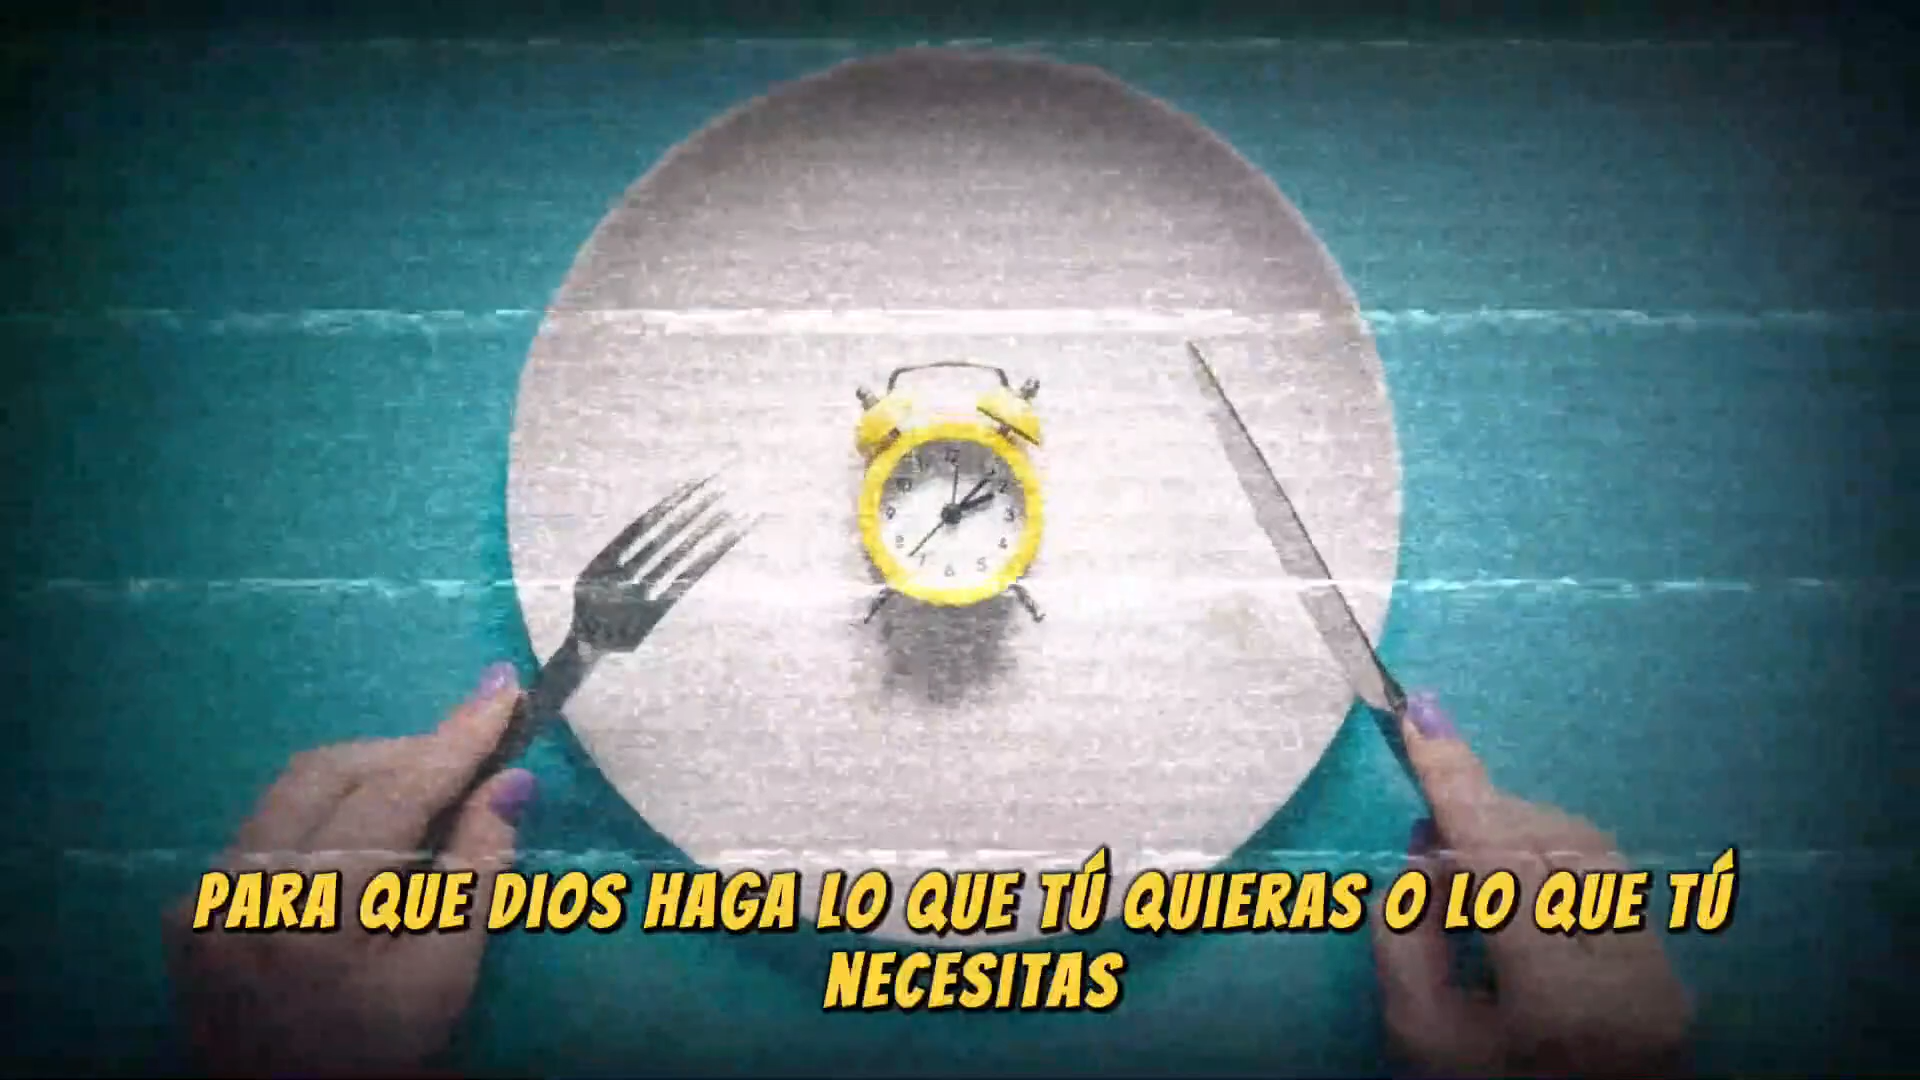 PARA QUE DIOS HAGA LO QUE TÚ QUIERAS O LO QUE TÚ
NECESITAS